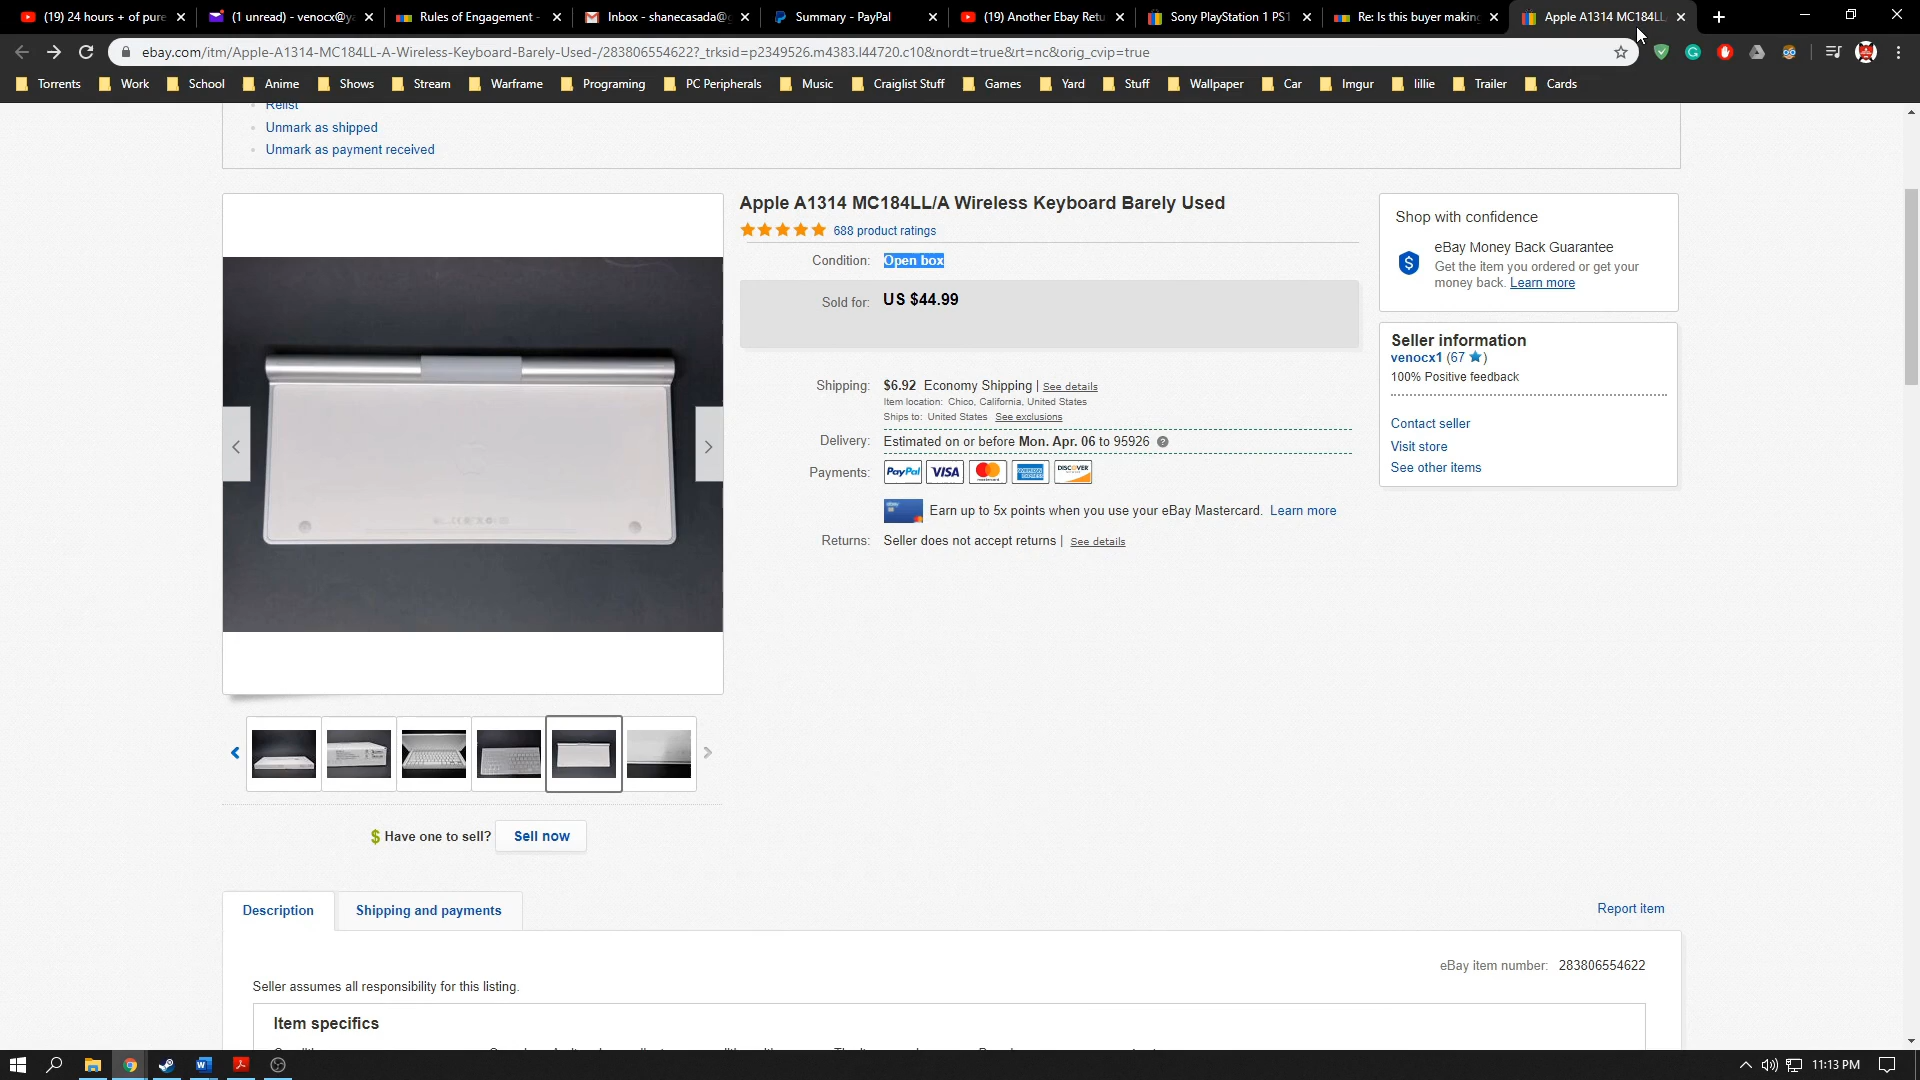 (19) 24 hours + of pure
(1 unread) - venocx@y
Rules of Engagement -
Inbox - shanecasada@g
Summary - PayPal
(19) Another Ebay Retu
Sony PlayStation 1 PS1
Re: Is this buyer making
Apple A1314 MC184LL
ebay.com/itm/Apple-A1314-MC184LL-A-Wireless-Keyboard-Barely-Used-/283806554622?_trksid=p2349526.m4383.l44720.c10&nordt=true&rt=nc&orig_cvip=true
Torrents
Work
School
Anime
Shows
Stream
Warframe
Programing
PC Peripherals
Music
Craiglist Stuff
Games
Yard
Stuff
Wallpaper
Car
Imgur
lillie
Trailer
Cards
Relist
Unmark as shipped
Unmark as payment received
Apple A1314 MC184LL/A Wireless Keyboard Barely Used
688 product ratings
Condition: Open box
Sold for: US $44.99
Shipping: $6.92 Economy Shipping | See details
Item location: Chico, California, United States
Ships to: United States See exclusions
Delivery: Estimated on or before Mon. Apr. 06 to 95926 ?
Payments: PayPal VISA mastercard DISCOVER
Earn up to 5x points when you use your eBay Mastercard. Learn more
Returns: Seller does not accept returns | See details
Shop with confidence
eBay Money Back Guarantee
Get the item you ordered or get your
money back. Learn more
Seller information
venocx1 (67 )
100% Positive feedback
Contact seller
Visit store
See other items
$ Have one to sell? Sell now
Description
Shipping and payments
Report item
eBay item number: 283806554622
Seller assumes all responsibility for this listing.
Item specifics
11:13 PM